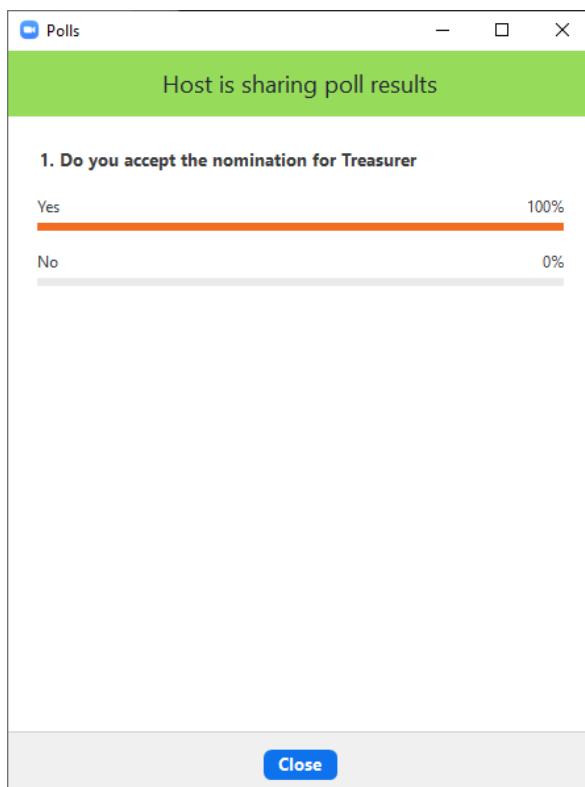 Polls
Host is sharing poll results
1. Do you accept the nomination for Treasurer
Yes 100%
No 0%
Close